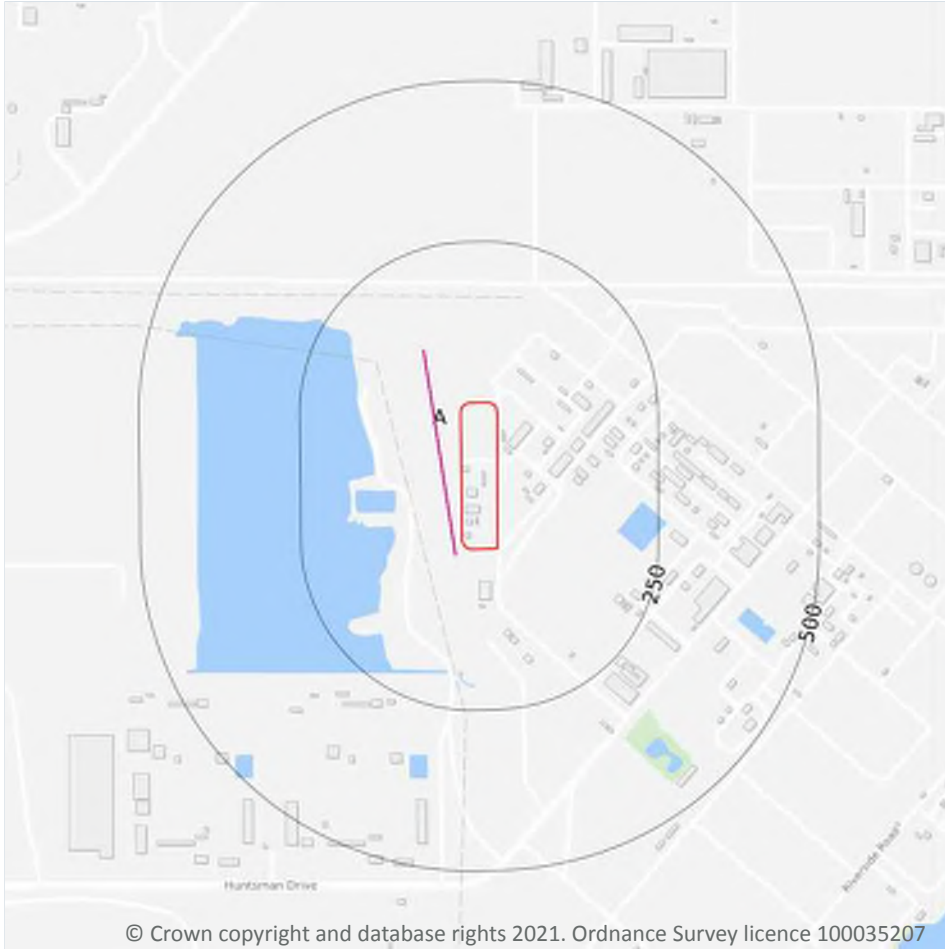 A
250
500
Riverside Road
Huntsman Drive
© Crown copyright and database rights 2021. Ordnance Survey licence 100035207